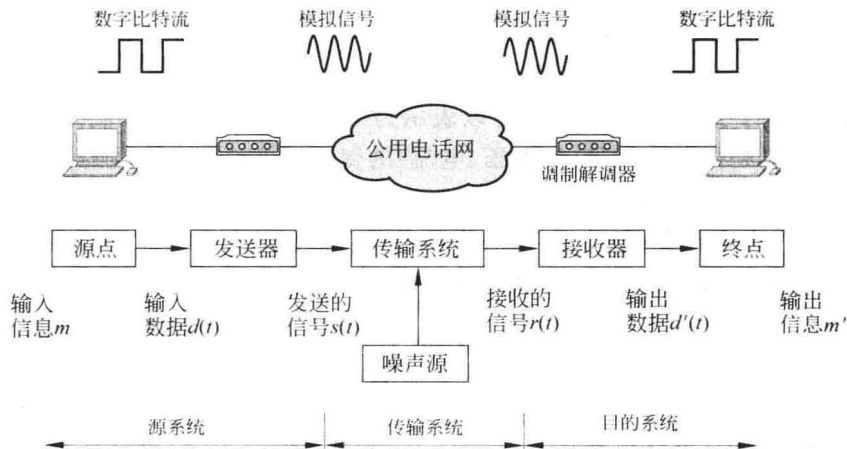 数字比特流
模拟信号
模拟信号
数字比特流
公用电话网
调制解调器
源点
发送器
传输系统
接收器
终点
输入
信息m
输入
数据d(t)
发送的
信号s(t)
接收的
信号r(t)
输出
数据d'(t)
输出
信息m'
噪声源
源系统
传输系统
目的系统